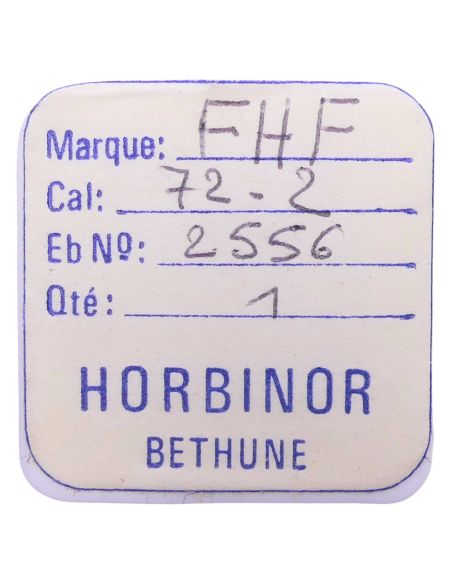 Marque: FHF
Cal: 72-2
Eb Nº: 2556
Qté: 1
HORBINOR
BETHUNE